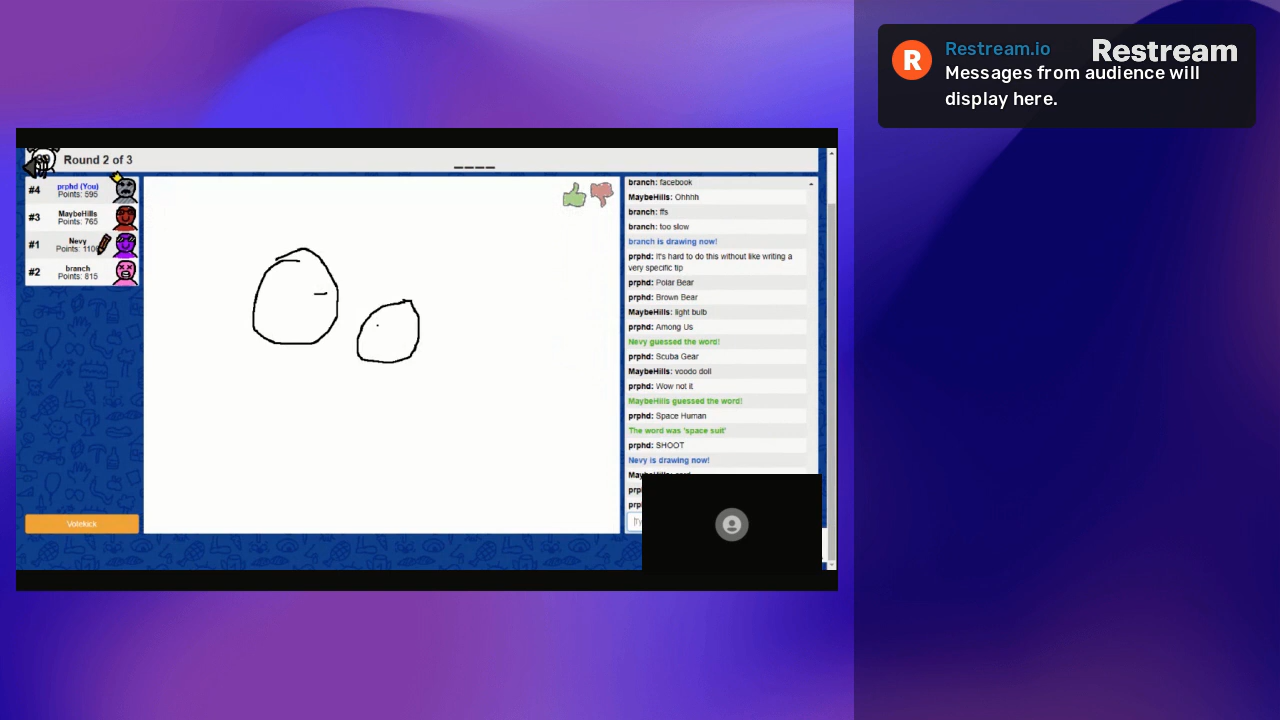 Restream.io
Restream
Messages from audience will
display here.
Round 2 of 3
____
#4
prphd (You)
Points: 595
#3
MaybeHills
Points: 765
#1
Nevy
Points: 110
#2
branch
Points: 815
Votekick
branch: facebook
MaybeHills: Ohhhh
branch: ffs
branch: too slow
branch is drawing now!
prphd: It's hard to do this without like writing a
very specific tip
prphd: Polar Bear
prphd: Brown Bear
MaybeHills: light bulb
prphd: Among Us
Nevy guessed the word!
prphd: Scuba Gear
MaybeHills: voodo doll
prphd: Wow not it
MaybeHills guessed the word!
prphd: Space Human
The word was 'space suit'
prphd: SHOOT
Nevy is drawing now!